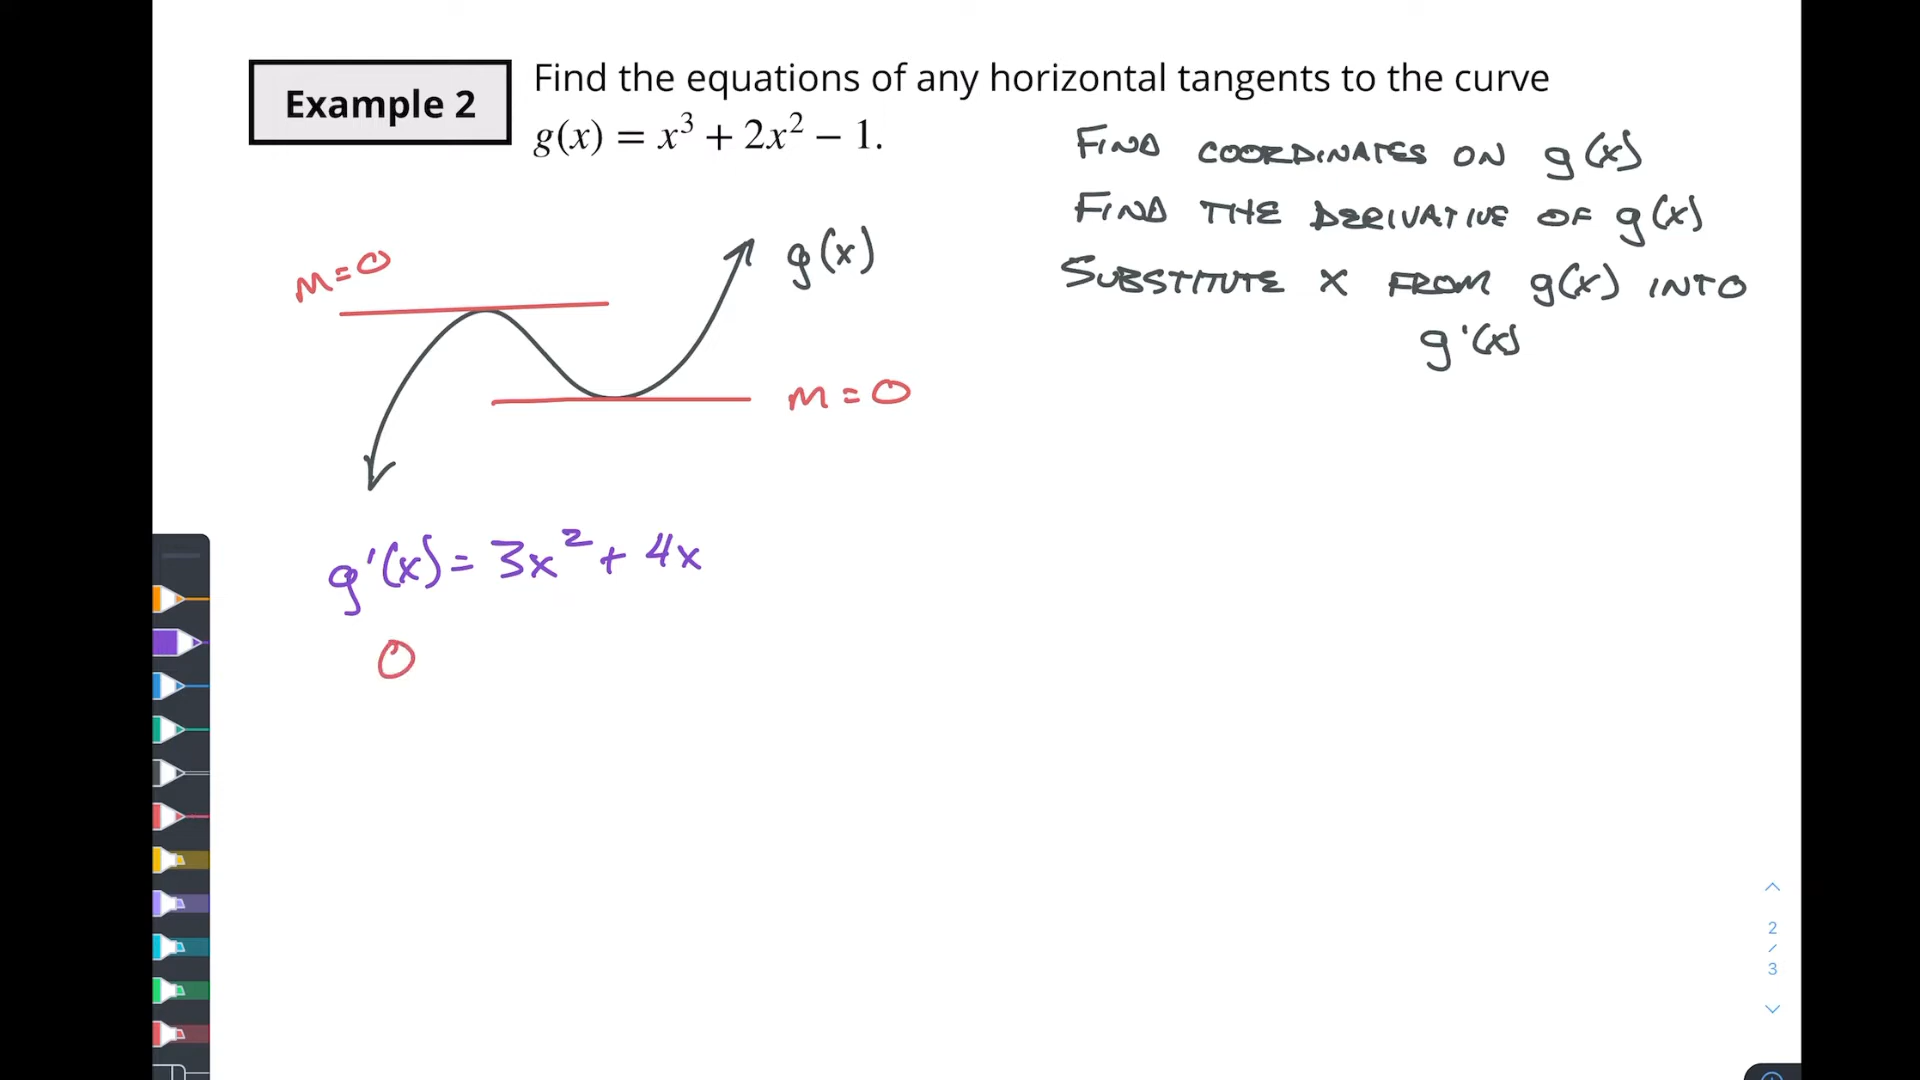 Example 2
Find the equations of any horizontal tangents to the curve
g(x) = x³ + 2x² − 1.
FIND COORDINATES ON g(x)
FIND THE DERIVATIVE OF g(x)
SUBSTITUTE X FROM g(x) INTO
g'(x)
m=0
g(x)
m=0
g'(x)= 3x² + 4x
0
2
/
3